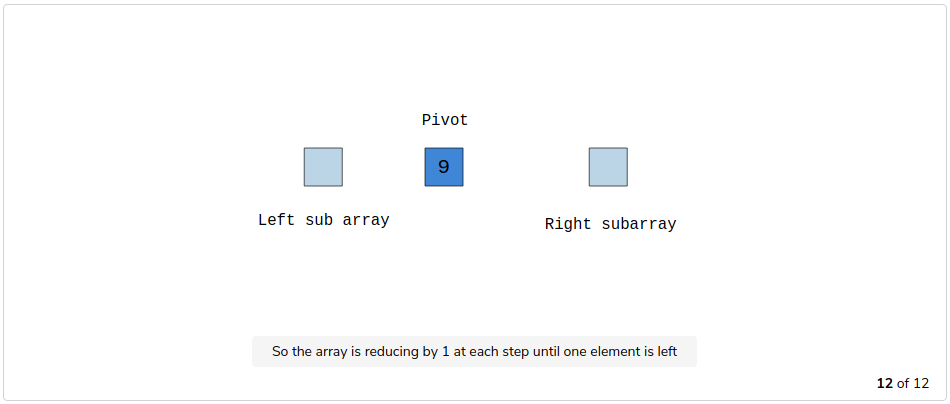 Pivot
9
Left sub array
Right subarray
So the array is reducing by 1 at each step until one element is left
12 of 12